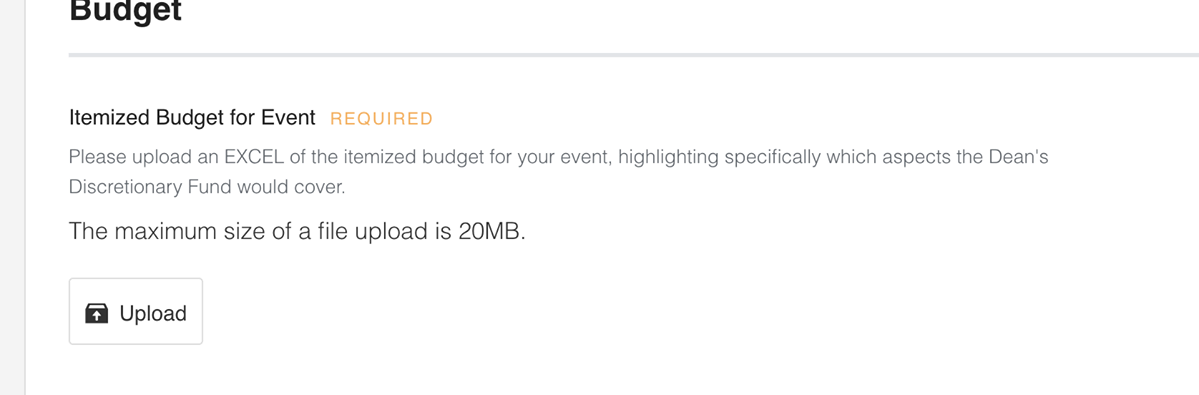 Budget
Itemized Budget for Event REQUIRED
Please upload an EXCEL of the itemized budget for your event, highlighting specifically which aspects the Dean's
Discretionary Fund would cover.
The maximum size of a file upload is 20MB.
Upload